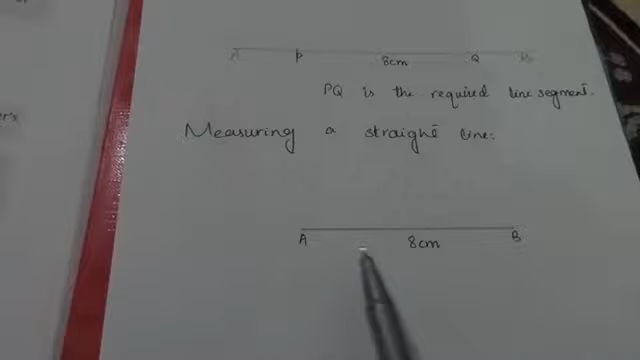 A P 8cm Q
PQ is the required line segment.
Measuring a straight line:
A 8cm B